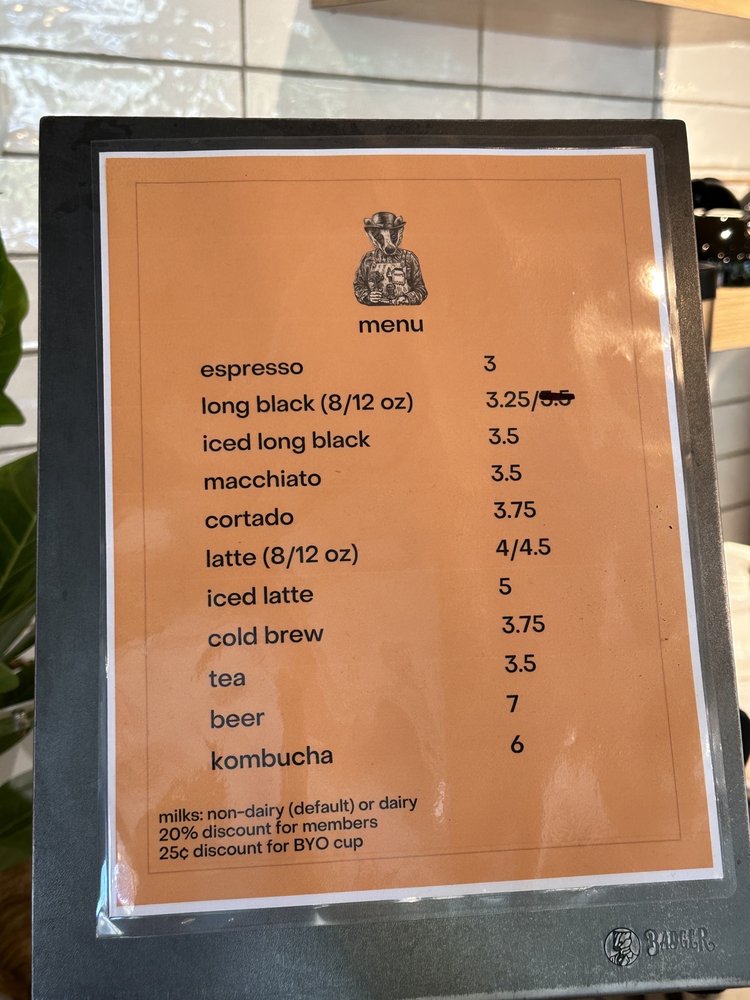 menu
espresso 3
long black (8/12 oz) 3.25/
iced long black 3.5
macchiato 3.5
cortado 3.75
latte (8/12 oz) 4/4.5
iced latte 5
cold brew 3.75
tea 3.5
beer 7
kombucha 6
milks: non-dairy (default) or dairy
20% discount for members
25¢ discount for BYO cup
BADGER